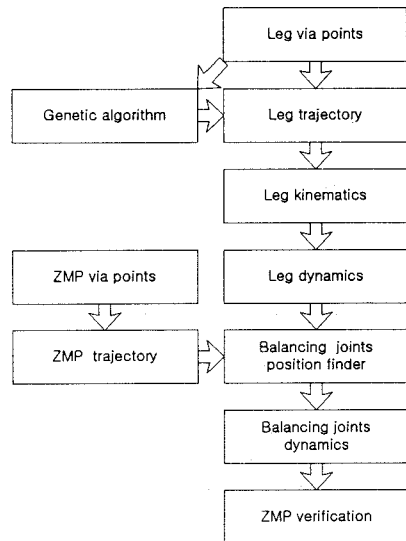 Leg via points
Genetic algorithm
Leg trajectory
Leg kinematics
ZMP via points
Leg dynamics
ZMP trajectory
Balancing joints
position finder
Balancing joints
dynamics
ZMP verification